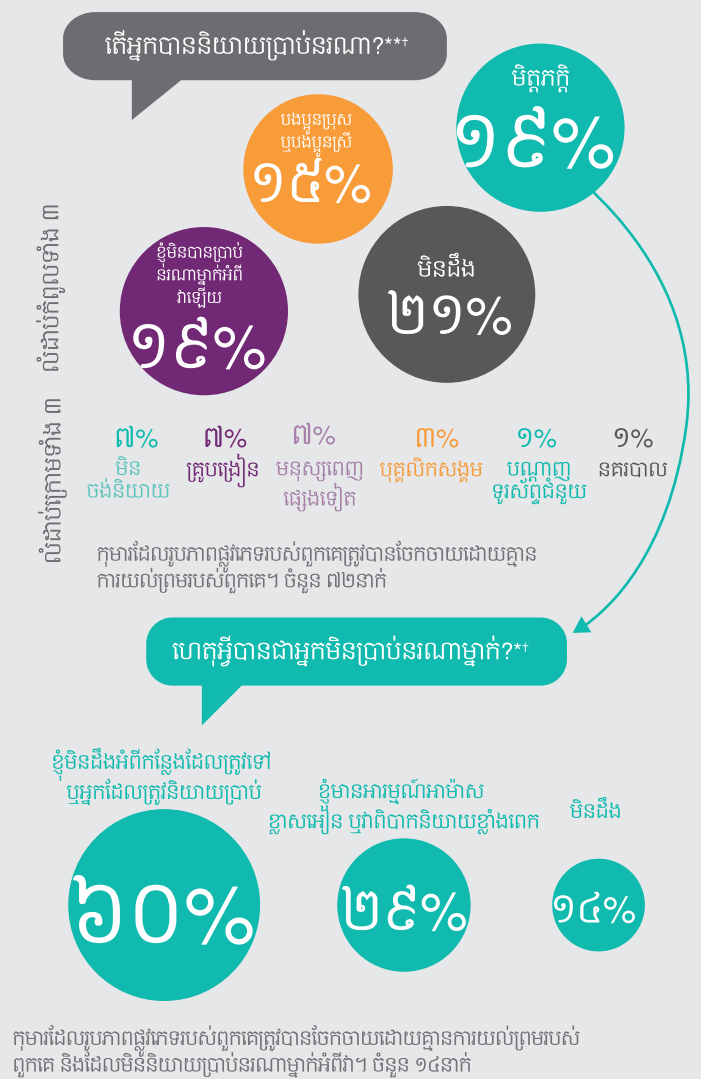 តើអ្នកបាននិយាយប្រាប់នរណា?**†
មិត្តភក្តិ
១៩%
បងប្អូនប្រុស
ឬបងប្អូនស្រី
១៥%
ខ្ញុំមិនបានប្រាប់
នរណាម្នាក់អំពី
វាឡើយ
១៩%
មិនដឹង
២១%
លំដាប់កំពូលទាំង ៣
លំដាប់ក្រោមទាំង ៣
៧%
មិន
ចង់និយាយ
៧%
គ្រូបង្រៀន
៧%
មនុស្សពេញ
ផ្សេងទៀត
៣%
បុគ្គលិកសង្គម
១%
បណ្តាញ
ទូរស័ព្ទជំនួយ
១%
នគរបាល
កុមារដែលរូបភាពផ្លូវភេទរបស់ពួកគេត្រូវបានចែកចាយដោយគ្មាន
ការយល់ព្រមរបស់ពួកគេ។ ចំនួន ៧២នាក់
ហេតុអ្វីបានជាអ្នកមិនប្រាប់នរណាម្នាក់?*†
ខ្ញុំមិនដឹងអំពីកន្លែងដែលត្រូវទៅ
ឬអ្នកដែលត្រូវនិយាយប្រាប់
៦០%
ខ្ញុំមានអារម្មណ៍អាម៉ាស
ខ្លាសអៀន ឬវាពិបាកនិយាយខ្លាំងពេក
២៩%
មិនដឹង
១៤%
កុមារដែលរូបភាពផ្លូវភេទរបស់ពួកគេត្រូវបានចែកចាយដោយគ្មានការយល់ព្រមរបស់
ពួកគេ និងដែលមិននិយាយប្រាប់នរណាម្នាក់អំពីវា។ ចំនួន ១៤នាក់